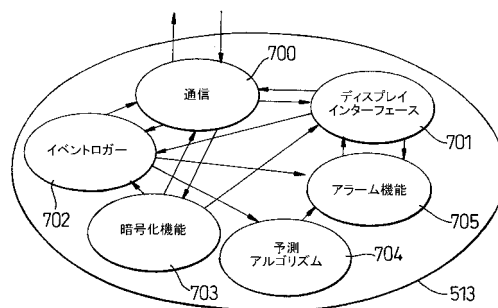 通信
700
ディスプレイ
インターフェース
701
イベントロガー
702
アラーム機能
705
暗号化機能
703
予測
アルゴリズム
704
513